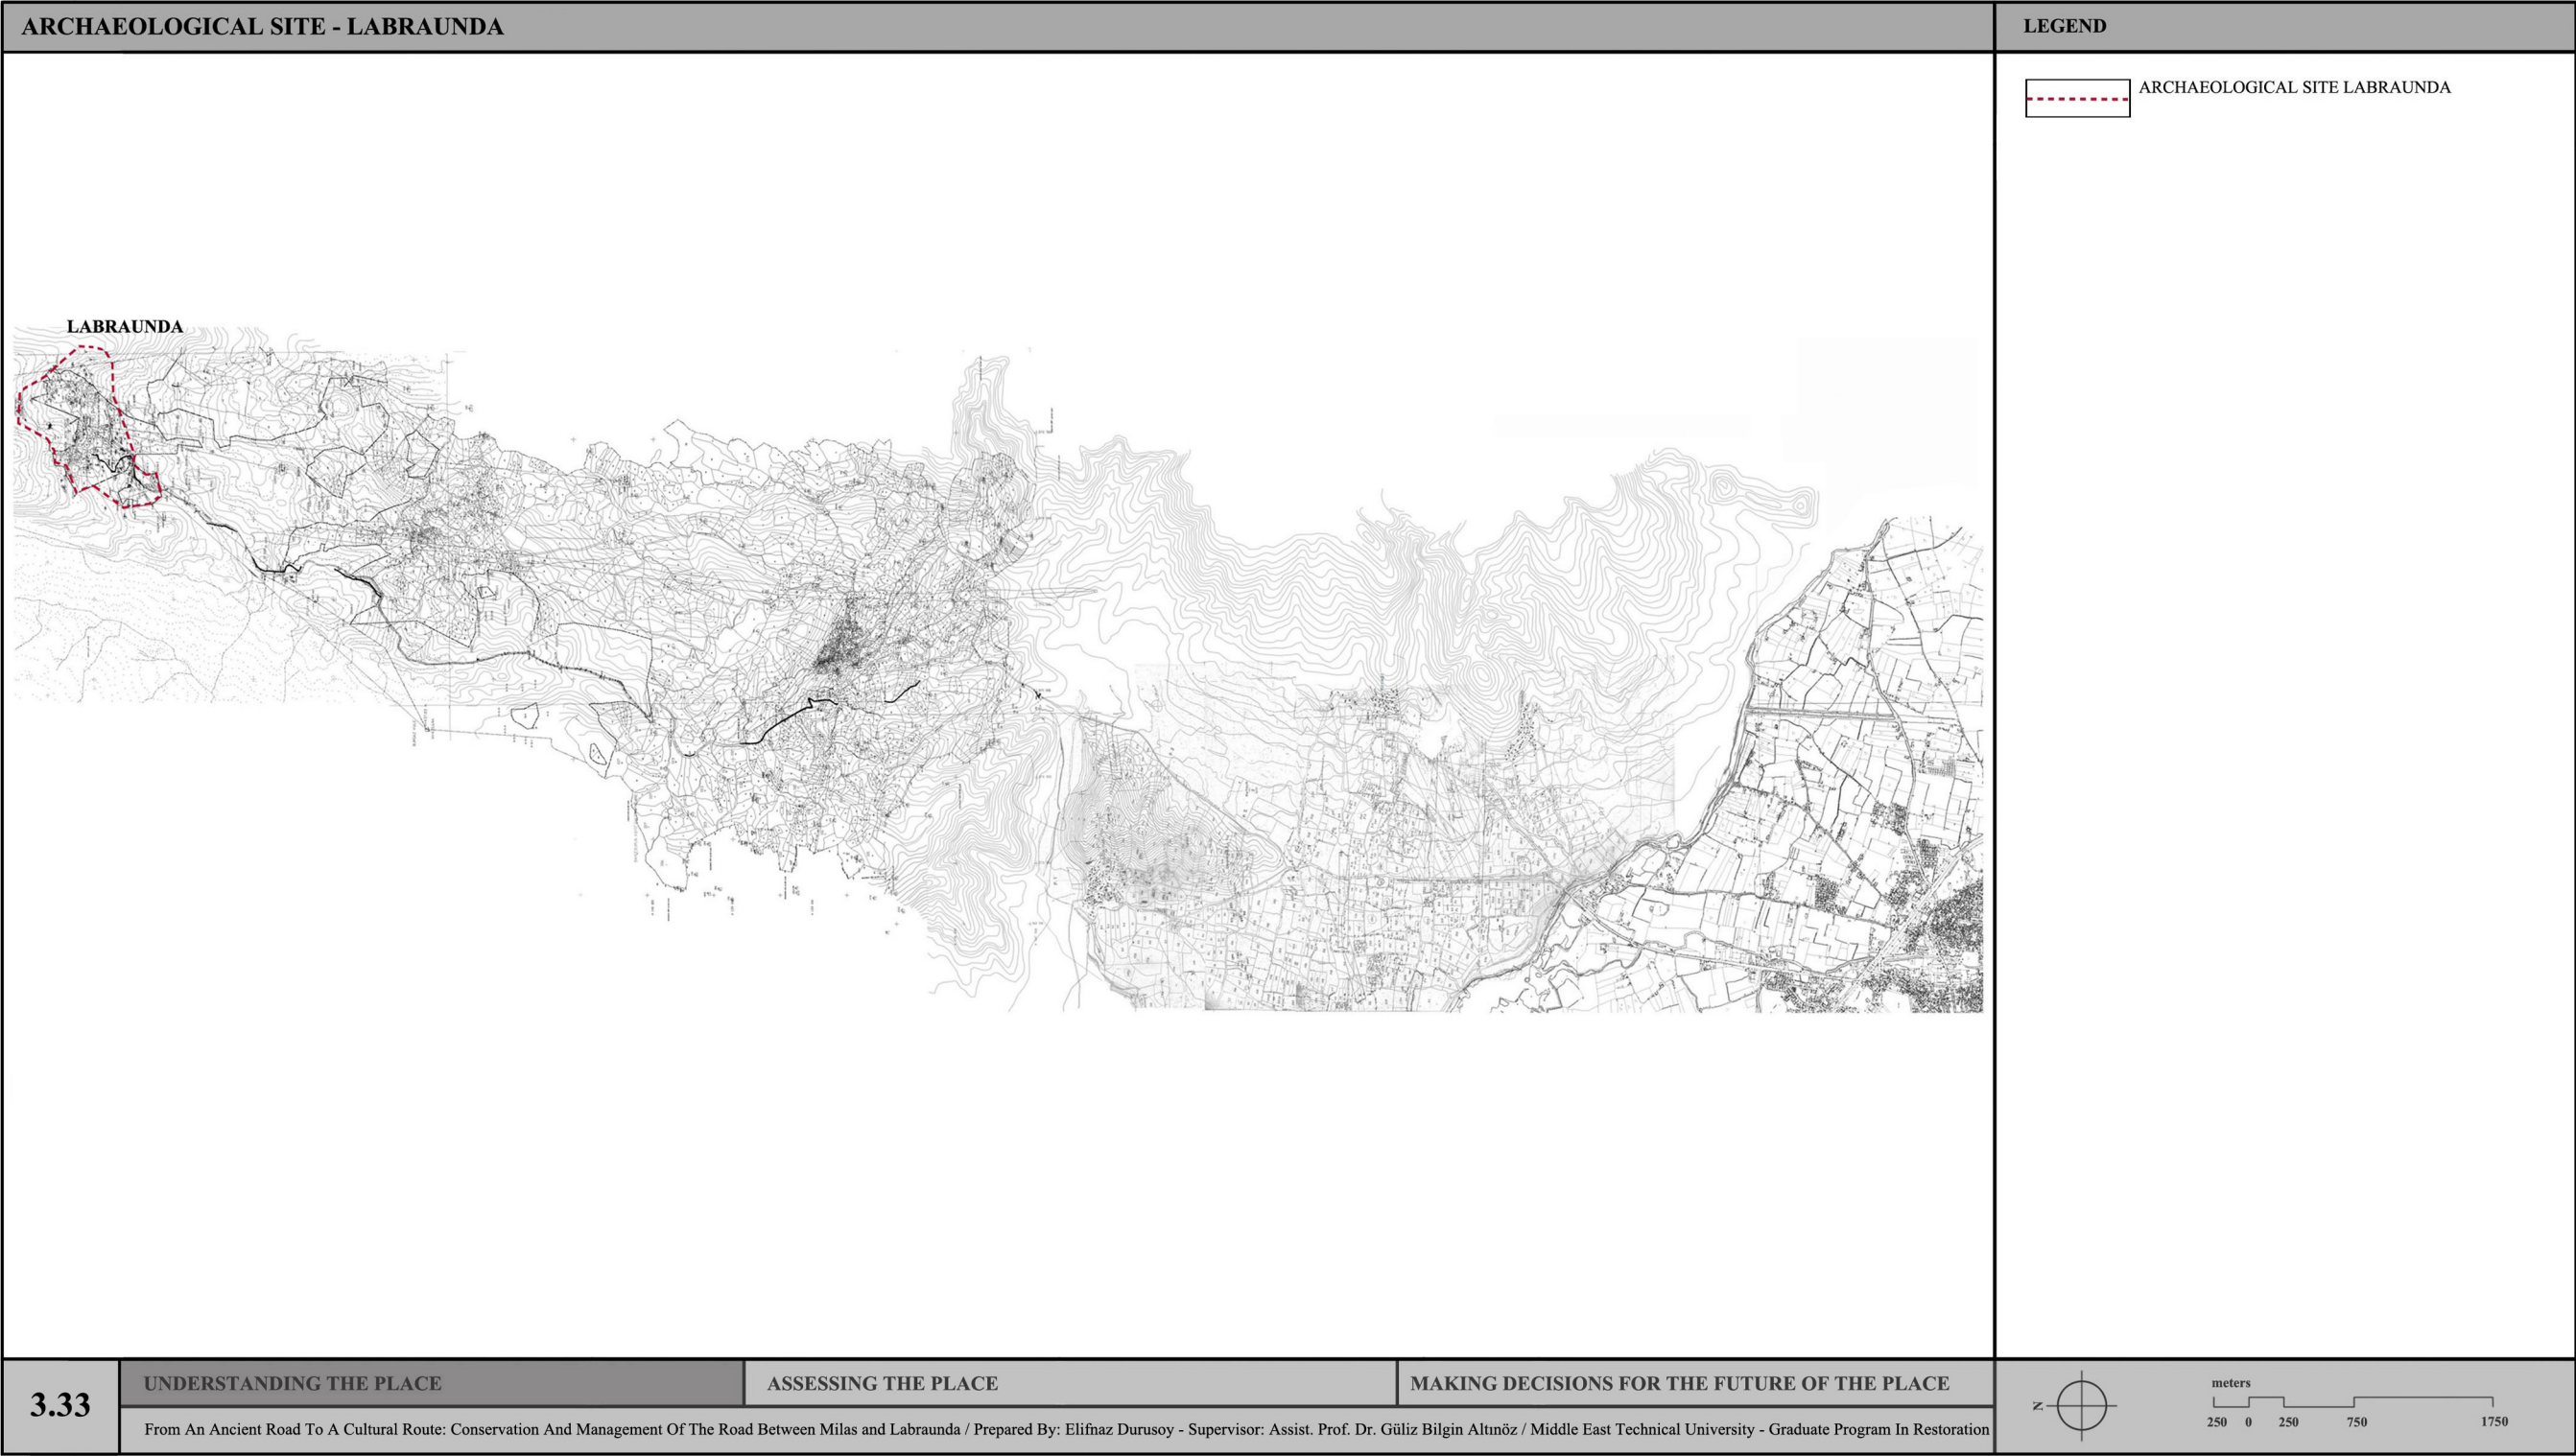 ARCHAEOLOGICAL SITE - LABRAUNDA
LEGEND
ARCHAEOLOGICAL SITE LABRAUNDA
LABRAUNDA
3.33
UNDERSTANDING THE PLACE
ASSESSING THE PLACE
MAKING DECISIONS FOR THE FUTURE OF THE PLACE
From An Ancient Road To A Cultural Route: Conservation And Management Of The Road Between Milas and Labraunda / Prepared By: Elifnaz Durusoy - Supervisor: Assist. Prof. Dr. Güliz Bilgin Altınöz / Middle East Technical University - Graduate Program In Restoration
N
meters
250 0 250 750 1750